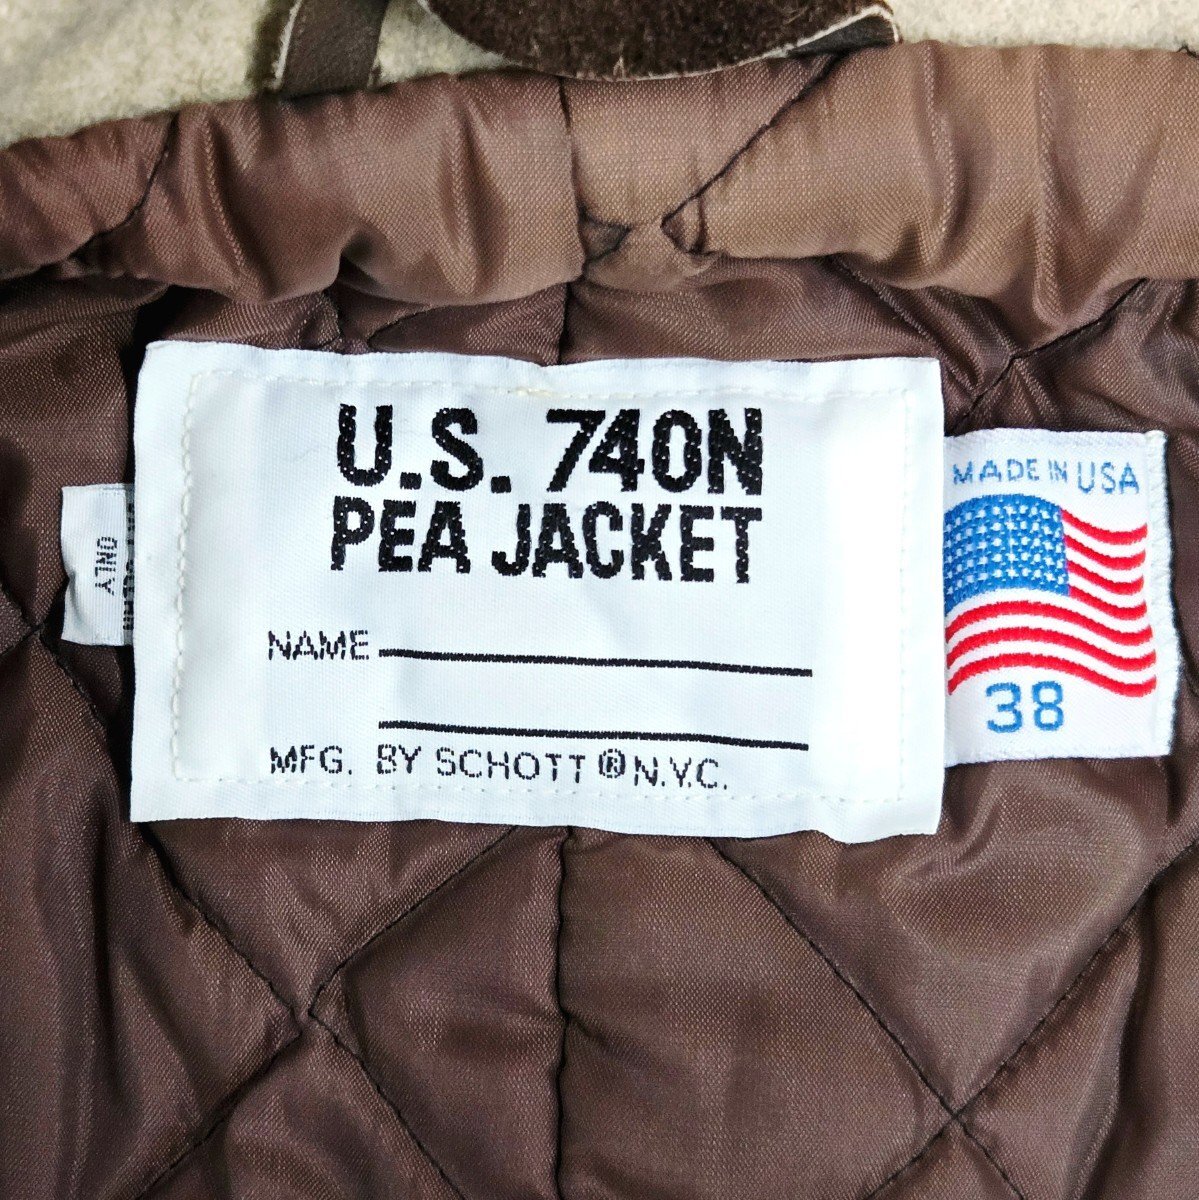 U.S. 740N
PEA JACKET
NAME
MFG. BY SCHOTT ® N.Y.C.
MADE IN USA
38
ONLY